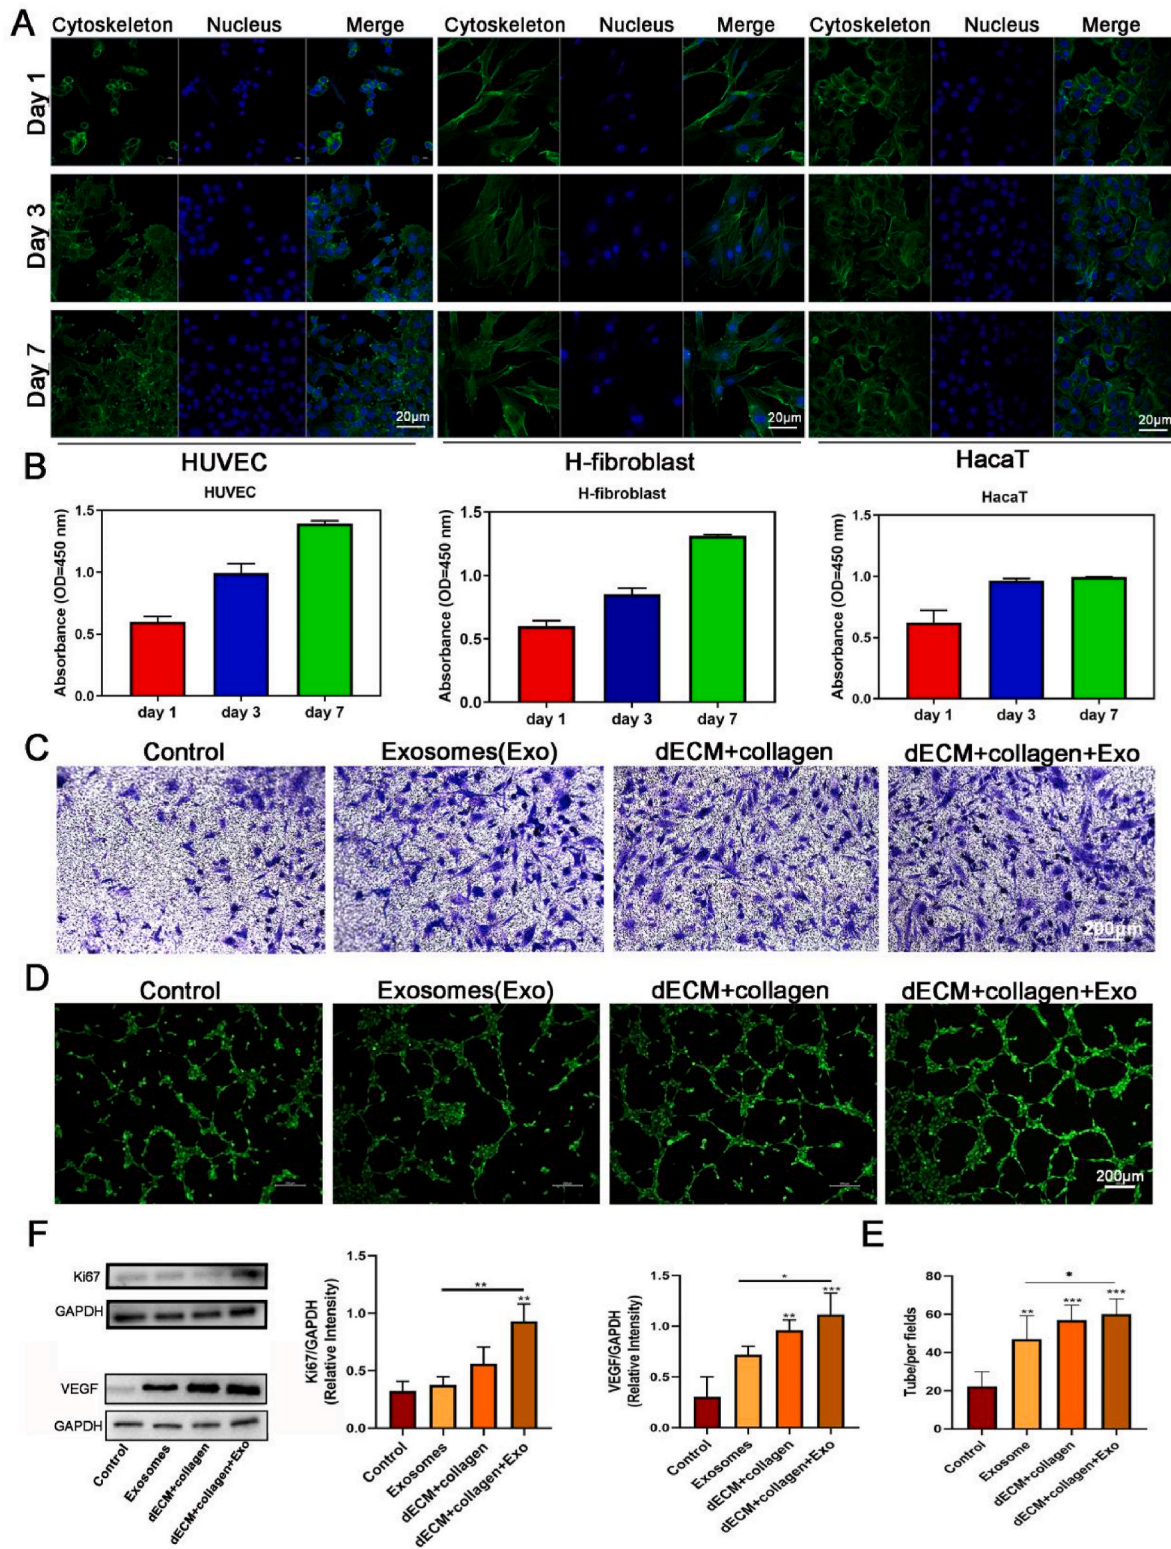 A
Cytoskeleton Nucleus Merge Cytoskeleton Nucleus Merge Cytoskeleton Nucleus Merge
Day 1
Day 3
Day 7
20μm 20μm 20μm
HUVEC H-fibroblast HacaT
B
HUVEC
Absorbance (OD=450 nm)
1.5
1.0
0.5
0.0
day 1 day 3 day 7
H-fibroblast
Absorbance (OD=450 nm)
1.5
1.0
0.5
0.0
day 1 day 3 day 7
HacaT
Absorbance (OD=450 nm)
1.5
1.0
0.5
0.0
day 1 day 3 day 7
C
Control Exosomes(Exo) dECM+collagen dECM+collagen+Exo
200μm
D
Control Exosomes(Exo) dECM+collagen dECM+collagen+Exo
200μm
F
Ki67
GAPDH
VEGF
GAPDH
Control
Exosomes
dECM+collagen
dECM+collagen+Exo
Ki67/GAPDH
(Relative Intensity)
1.5
1.0
0.5
0.0
**
**
Control
Exosomes
dECM+collagen
dECM+collagen+Exo
VEGF/GAPDH
(Relative Intensity)
1.5
1.0
0.5
0.0
*
**
***
Control
Exosomes
dECM+collagen
dECM+collagen+Exo
E
Tube/per fields
80
60
40
20
0
*
**
***
***
Control
Exosome
dECM+collagen
dECM+collagen+Exo